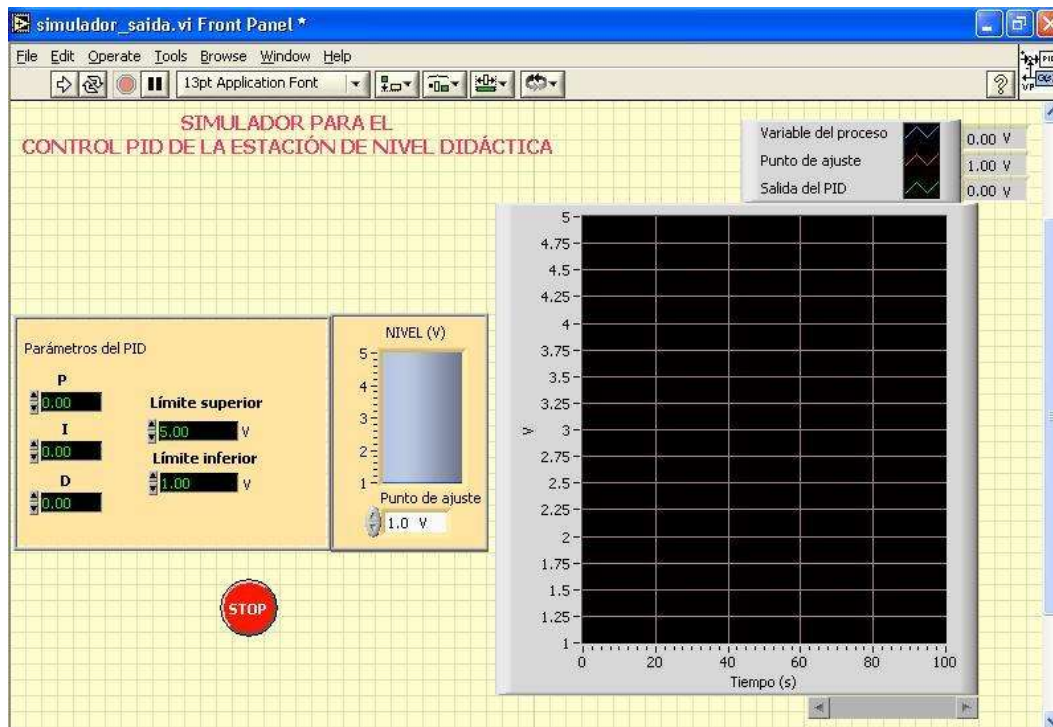 simulador_saida.vi Front Panel *
File Edit Operate Tools Browse Window Help
13pt Application Font
?
SIMULADOR PARA EL
CONTROL PID DE LA ESTACIÓN DE NIVEL DIDÁCTICA
Variable del proceso 0.00 V
Punto de ajuste 1.00 V
Salida del PID 0.00 V
Parámetros del PID
P
0.00
I
0.00
D
0.00
Límite superior
5.00 V
Límite inferior
1.00 V
NIVEL (V)
5
4
3
2
1
Punto de ajuste
1.0 V
STOP
V
5
4.75
4.5
4.25
4
3.75
3.5
3.25
3
2.75
2.5
2.25
2
1.75
1.5
1.25
1
0 20 40 60 80 100
Tiempo (s)